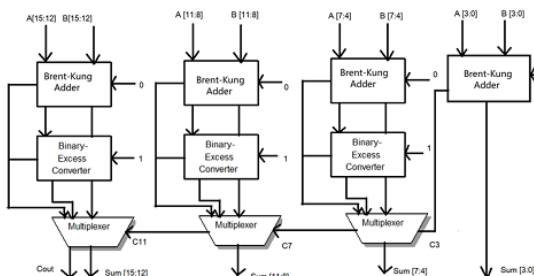 A[15:12] B[15:12]
A [11:8] B [11:8]
A [7:4] B [7:4]
A [3:0] B [3:0]
Brent-Kung
Adder
0
Brent-Kung
Adder
0
Brent-Kung
Adder
0
Brent-Kung
Adder
Binary-
Excess
Converter
1
Binary-
Excess
Converter
1
Binary-
Excess
Converter
1
Multiplexer
C11
Multiplexer
C7
Multiplexer
C3
Cout
Sum [15:12]
Sum [11:8]
Sum [7:4]
Sum [3:0]